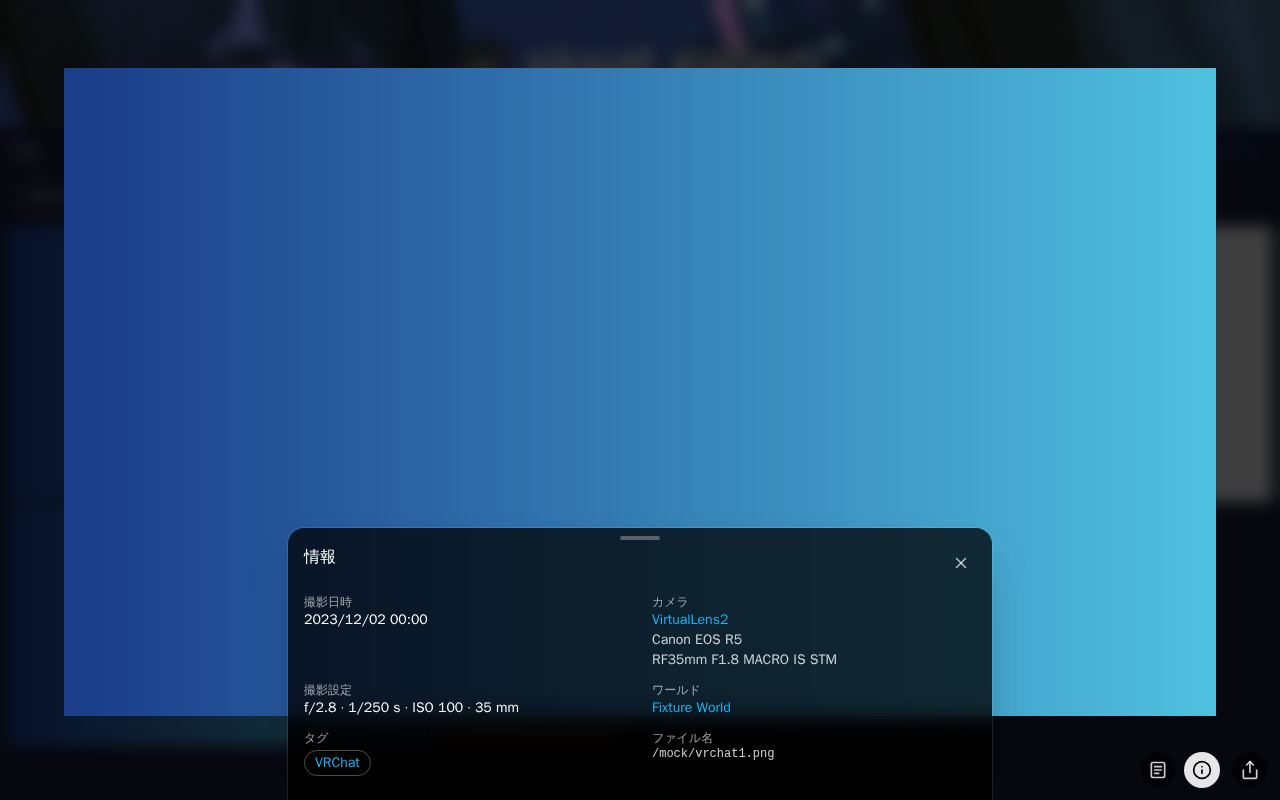 情報
撮影日時
2023/12/02 00:00
カメラ
VirtualLens2
Canon EOS R5
RF35mm F1.8 MACRO IS STM
撮影設定
f/2.8 · 1/250 s · ISO 100 · 35 mm
ワールド
Fixture World
タグ
VRChat
ファイル名
/mock/vrchat1.png